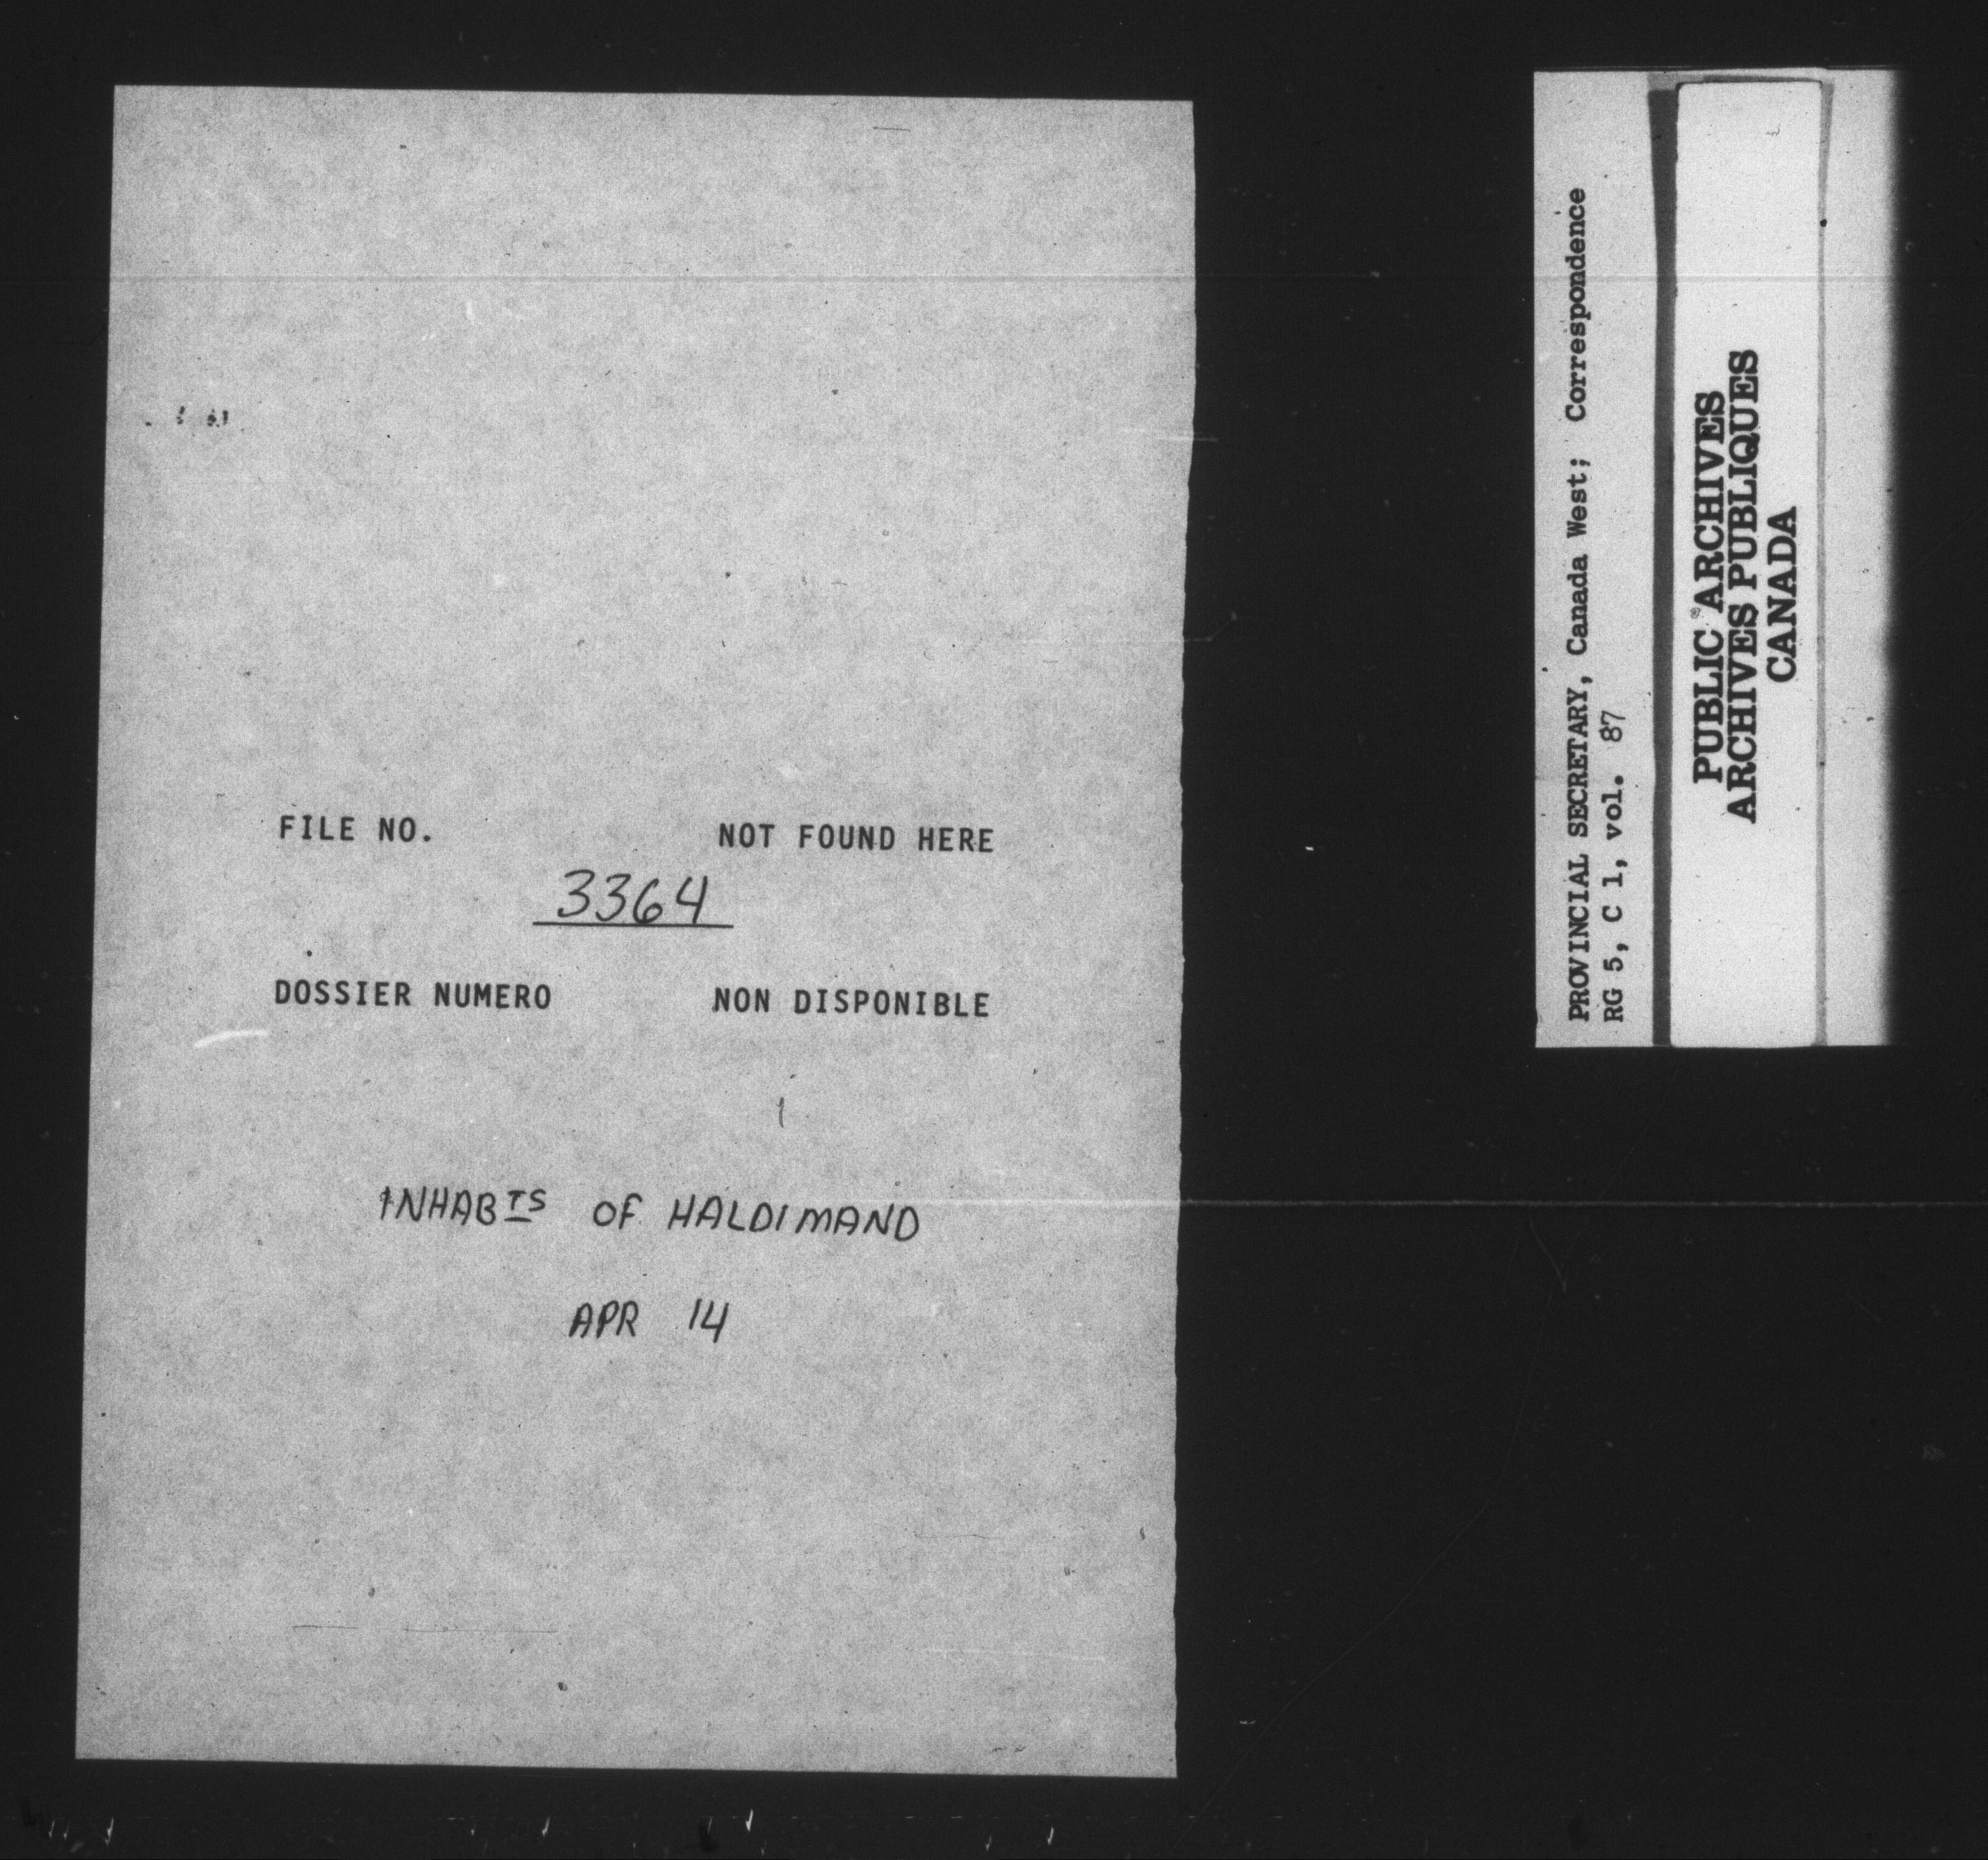 FILE NO. NOT FOUND HERE
3364
DOSSIER NUMERO NON DISPONIBLE
INHABTS OF HALDIMAND
APR 14
PROVINCIAL SECRETARY, Canada West; Correspondence
RG 5, C 1, vol. 87
PUBLIC ARCHIVES
ARCHIVES PUBLIQUES
CANADA